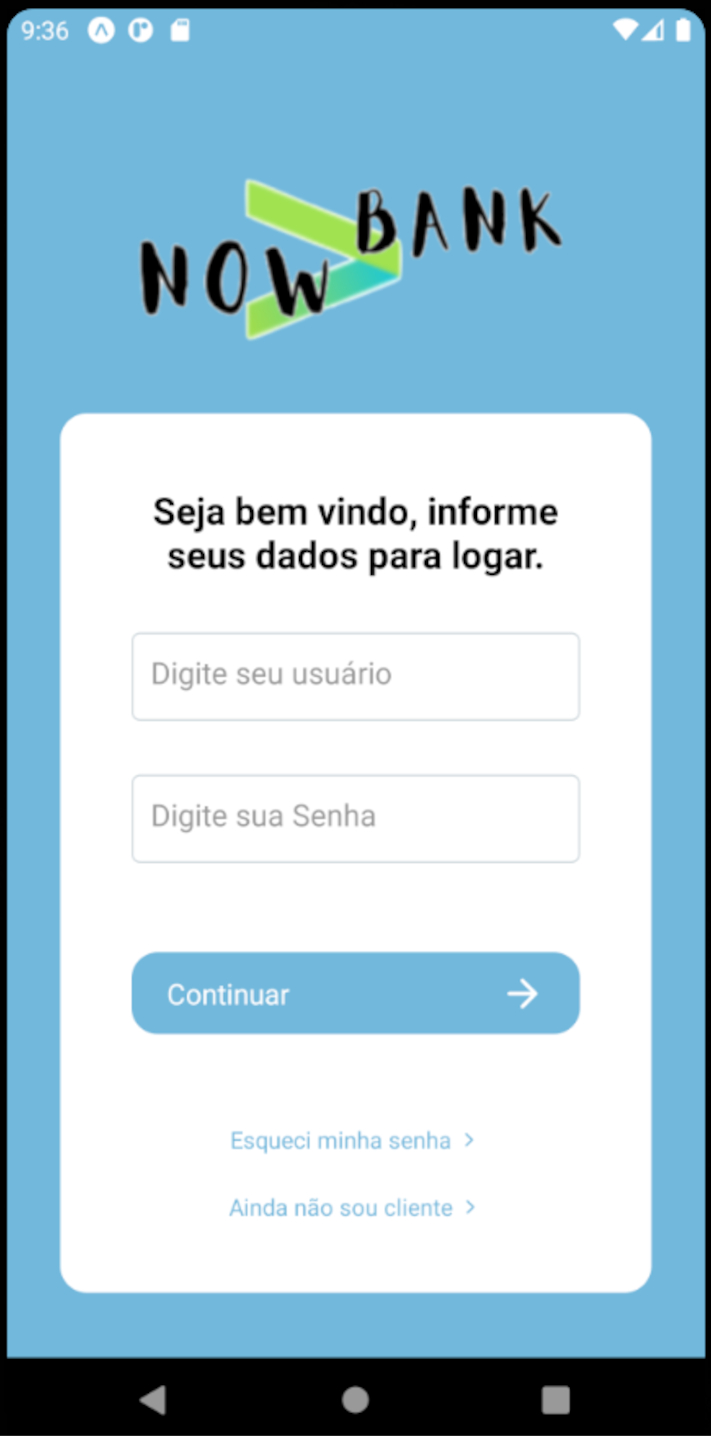 9:36
NOW BANK
Seja bem vindo, informe
seus dados para logar.
Digite seu usuário
Digite sua Senha
Continuar
Esqueci minha senha >
Ainda não sou cliente >